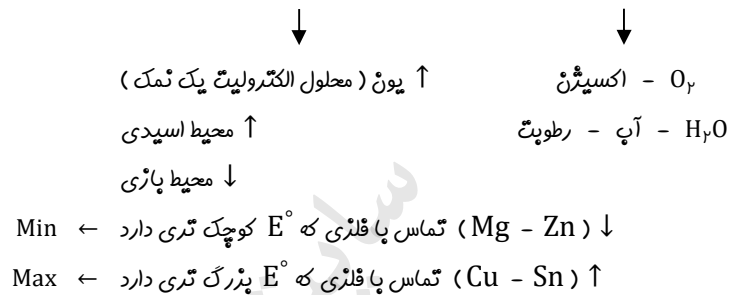 O₂ - اکسیژن ↑ یون ( محلول الکترولیت یک نمک )
H₂O - آب - رطوبت ↑ محیط اسیدی
↓ محیط بازی
↓ ( Mg - Zn ) تماس با فلزی که E° کوچک تری دارد ← Min
↑ ( Cu - Sn ) تماس با فلزی که E° بزرگ تری دارد ← Max